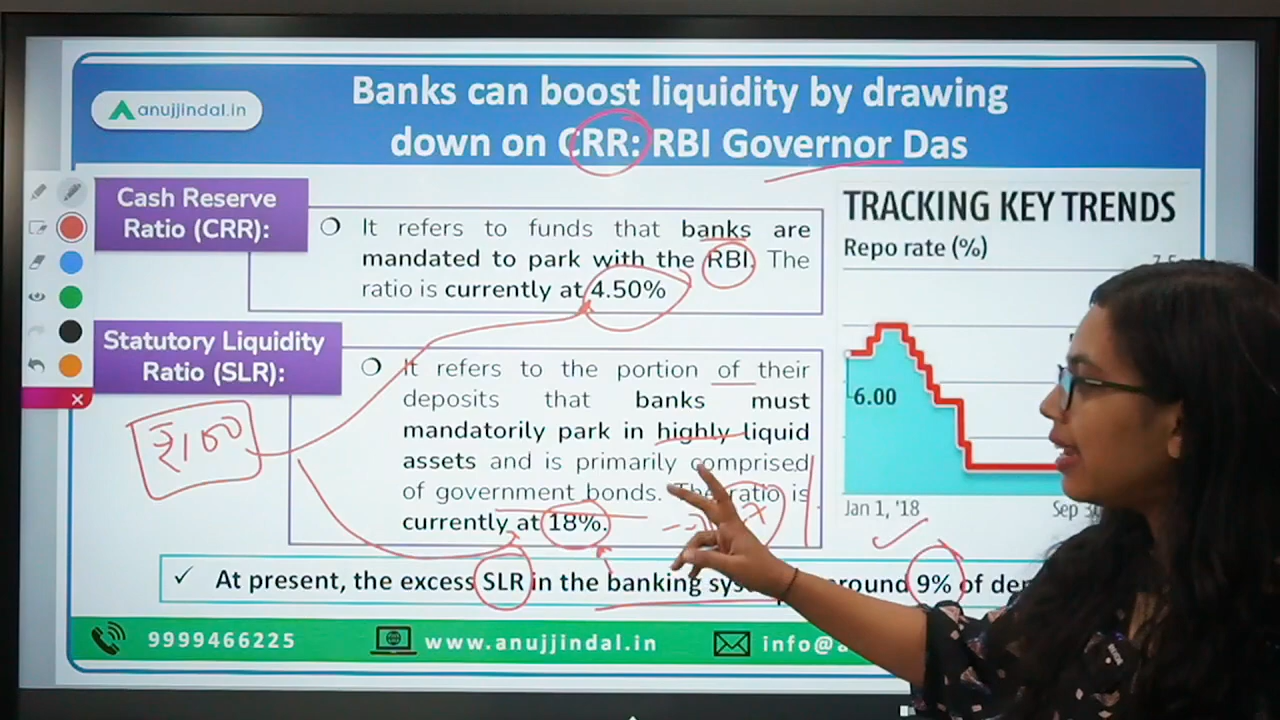 anujjindal.in
Banks can boost liquidity by drawing
down on CRR: RBI Governor Das
Cash Reserve
Ratio (CRR):
❍ It refers to funds that banks are
mandated to park with the RBI. The
ratio is currently at 4.50%
Statutory Liquidity
Ratio (SLR):
❍ It refers to the portion of their
deposits that banks must
mandatorily park in highly liquid
assets and is primarily comprised
of government bonds. The ratio is
currently at 18%.
₹100
TRACKING KEY TRENDS
Repo rate (%)
6.00
Jan 1, '18
Sep
✓ At present, the excess SLR in the banking around 9% of
9999466225
www.anujjindal.in
info@